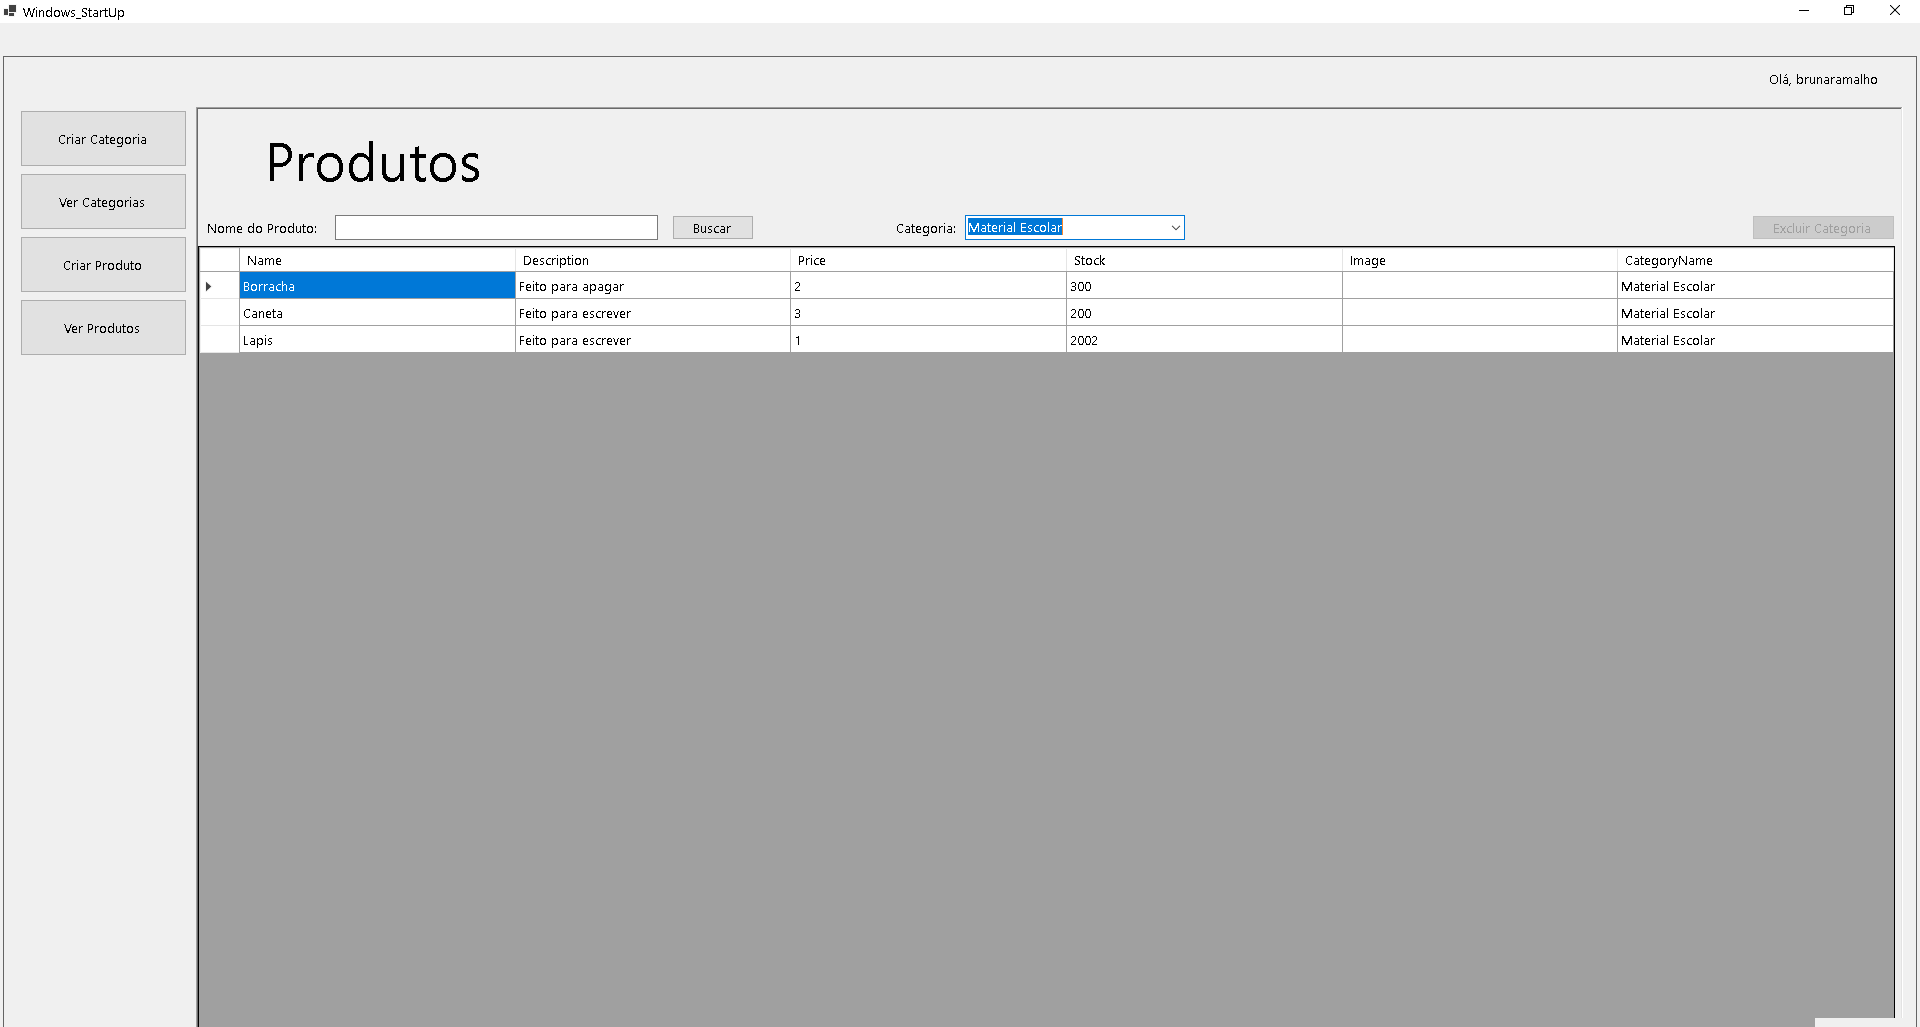 Windows_StartUp
Olá, brunaramalho
Criar Categoria
Ver Categorias
Criar Produto
Ver Produtos
Produtos
Nome do Produto: Buscar Categoria: Material Escolar Excluir Categoria
Name Description Price Stock Image CategoryName
Borracha Feito para apagar 2 300 Material Escolar
Caneta Feito para escrever 3 200 Material Escolar
Lapis Feito para escrever 1 2002 Material Escolar